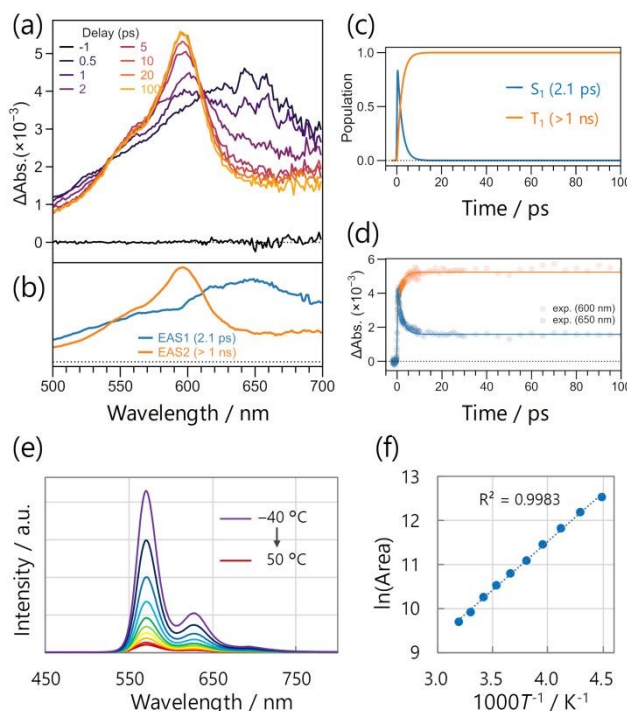 (a)
Delay (ps)
-1
0.5
1
2
5
10
20
100
ΔAbs.(×10⁻³)
5
4
3
2
1
0
(b)
EAS1 (2.1 ps)
EAS2 (> 1 ns)
500 550 600 650 700
Wavelength / nm
(c)
Population
1.0
0.5
0.0
S₁ (2.1 ps)
T₁ (>1 ns)
0 20 40 60 80 100
Time / ps
(d)
ΔAbs. (×10⁻³)
6
4
2
0
exp. (600 nm)
exp. (650 nm)
0 20 40 60 80 100
Time / ps
(e)
Intensity / a.u.
−40 °C
50 °C
450 550 650 750
Wavelength / nm
(f)
ln(Area)
13
12
11
10
9
R² = 0.9983
3.0 3.5 4.0 4.5
1000T⁻¹ / K⁻¹